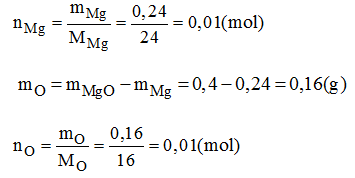 n_Mg = m_Mg / M_Mg = 0,24 / 24 = 0,01(mol)
m_O = m_MgO − m_Mg = 0,4 − 0,24 = 0,16(g)
n_O = m_O / M_O = 0,16 / 16 = 0,01(mol)